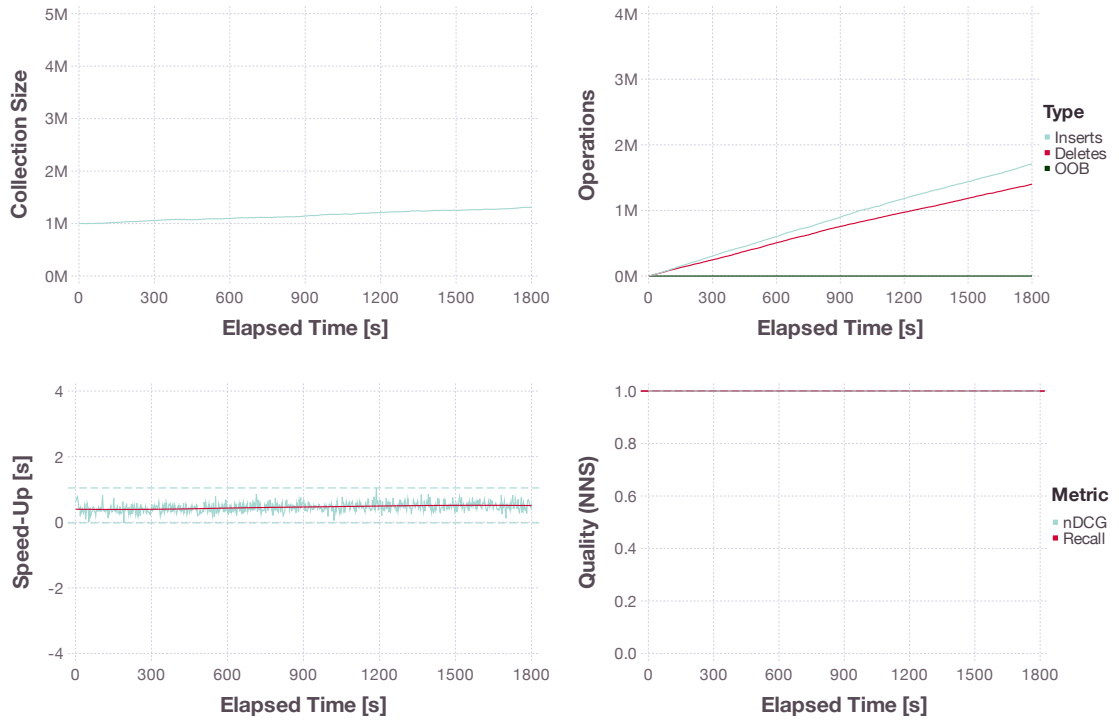 5M
4M
3M
2M
1M
0M
Collection Size
0 300 600 900 1200 1500 1800
Elapsed Time [s]
4M
3M
2M
1M
0M
Operations
0 300 600 900 1200 1500 1800
Elapsed Time [s]
Type
Inserts
Deletes
OOB
4
2
0
-2
-4
Speed-Up [s]
0 300 600 900 1200 1500 1800
Elapsed Time [s]
1.0
0.8
0.6
0.4
0.2
0.0
Quality (NNS)
0 300 600 900 1200 1500 1800
Elapsed Time [s]
Metric
nDCG
Recall